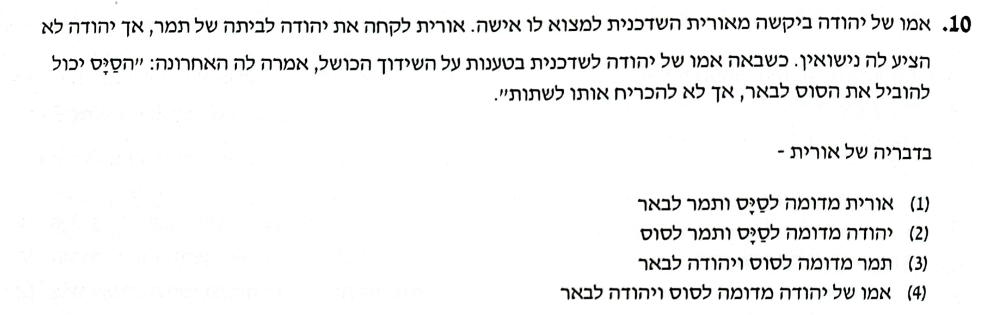 10. אמו של יהודה ביקשה מאורית השדכנית למצוא לו אישה. אורית לקחה את יהודה לביתה של תמר, אך יהודה לא
הציע לה נישואין. כשבאה אמו של יהודה לשדכנית בטענות על השידוך הכושל, אמרה לה האחרונה: "הסַיָּס יכול
להוביל את הסוס לבאר, אך לא להכריח אותו לשתות".
בדבריה של אורית -
(1) אורית מדומה לסַיָּס ותמר לבאר
(2) יהודה מדומה לסַיָּס ותמר לסוס
(3) תמר מדומה לסוס ויהודה לבאר
(4) אמו של יהודה מדומה לסוס ויהודה לבאר